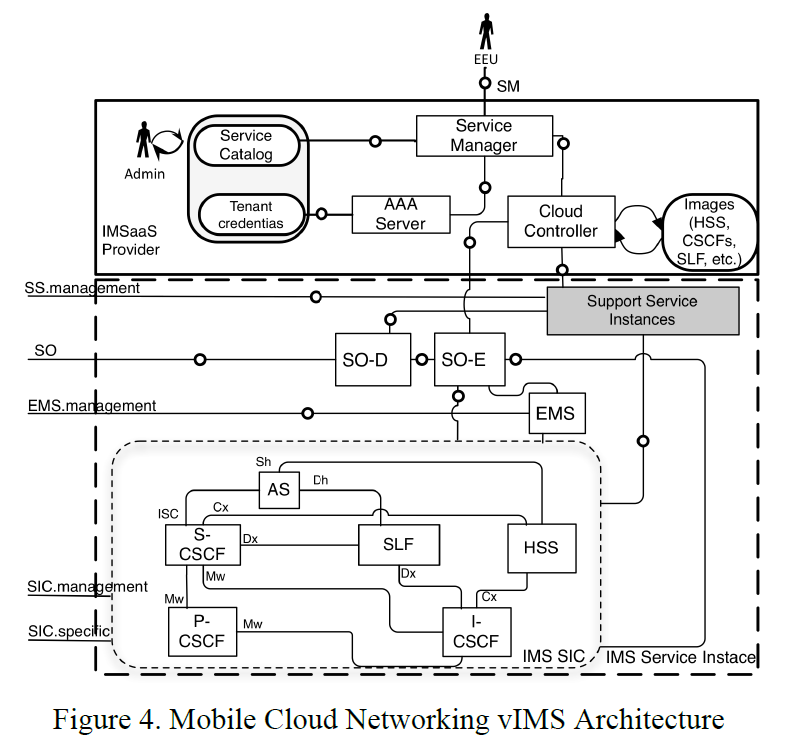 EEU
SM
Service
Manager
Service
Catalog
Admin
Tenant
credentias
AAA
Server
IMSaaS
Provider
Cloud
Controller
Images
(HSS,
CSCFs,
SLF, etc.)
SS.management
Support Service
Instances
SO
SO-D
SO-E
EMS.management
EMS
Sh
AS
Dh
ISC
Cx
S-
CSCF
Dx
SLF
HSS
Mw
Dx
SIC.management
Mw
Cx
P-
CSCF
Mw
I-
CSCF
SIC.specific
IMS SIC
IMS Service Instace
Figure 4. Mobile Cloud Networking vIMS Architecture